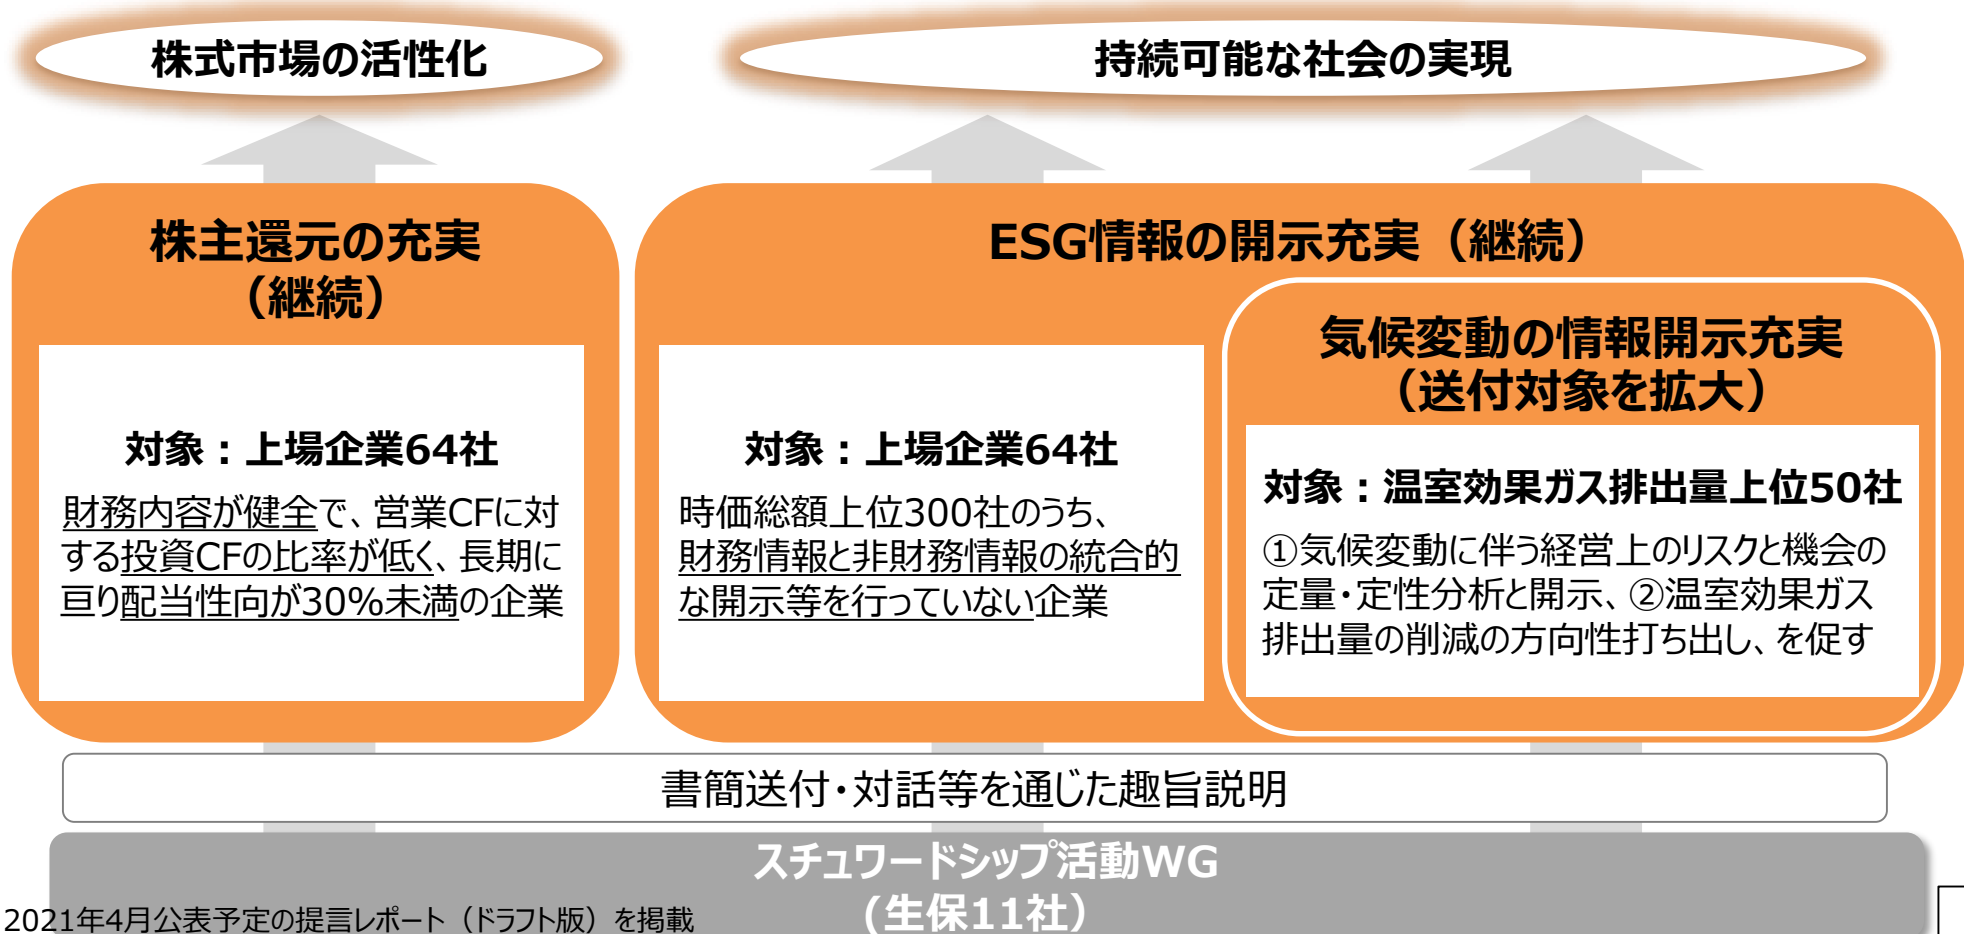 株式市場の活性化
持続可能な社会の実現
株主還元の充実
（継続）
対象：上場企業64社
財務内容が健全で、営業CFに対
する投資CFの比率が低く、長期に
亘り配当性向が30%未満の企業
ESG情報の開示充実（継続）
対象：上場企業64社
時価総額上位300社のうち、
財務情報と非財務情報の統合的
な開示等を行っていない企業
気候変動の情報開示充実
（送付対象を拡大）
対象：温室効果ガス排出量上位50社
①気候変動に伴う経営上のリスクと機会の
定量・定性分析と開示、②温室効果ガス
排出量の削減の方向性打ち出し、を促す
書簡送付・対話等を通じた趣旨説明
スチュワードシップ活動WG
(生保11社）
2021年4月公表予定の提言レポート（ドラフト版）を掲載